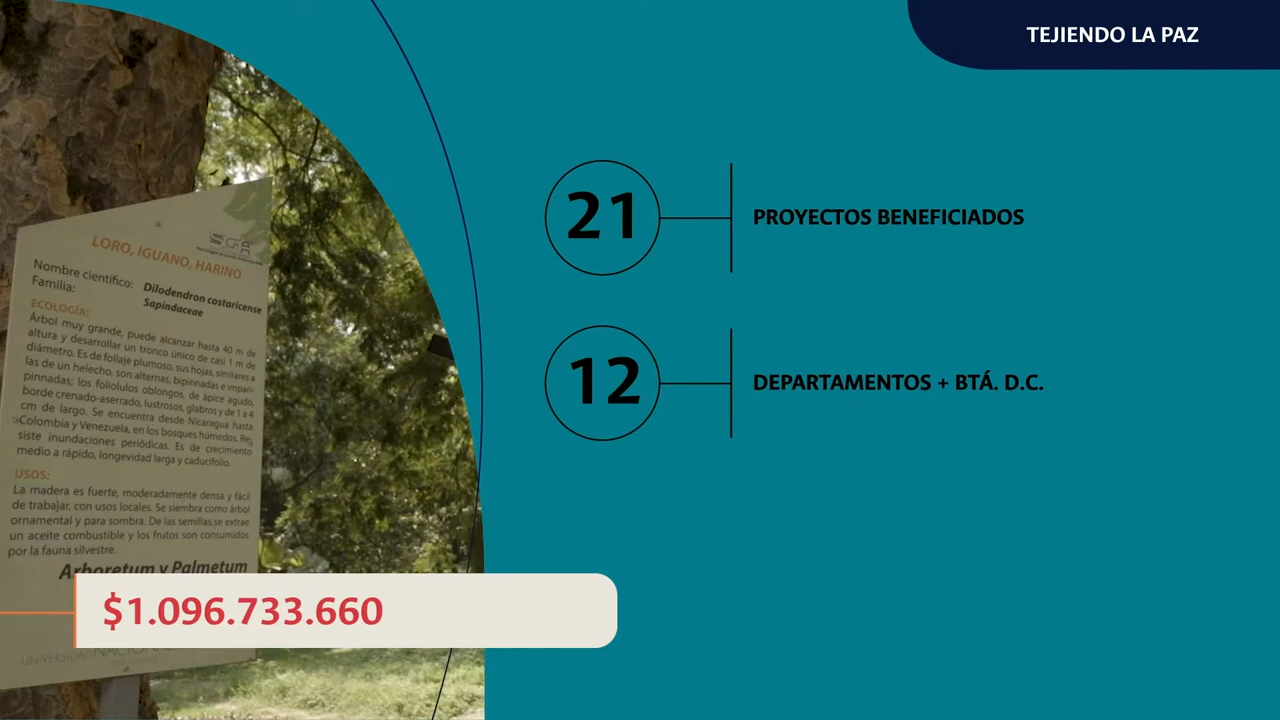 TEJIENDO LA PAZ
21
PROYECTOS BENEFICIADOS
12
DEPARTAMENTOS + BTÁ. D.C.
LORO, IGUANO, HARINO
Nombre científico: Dilodendron costaricense
Familia: Sapindaceae
ECOLOGÍA:
Árbol muy grande, puede alcanzar hasta 40 m de
altura y desarrollar un tronco único de casi 1 m de
diámetro. Es de follaje plumoso, sus hojas, similares a
las de un helecho, son alternas, bipinnadas e impari-
pinnadas; los foliolulos oblongos, de ápice agudo,
borde crenado-aserrado, lustrosos, glabros y de 1 a 4
cm de largo. Se encuentra desde Nicaragua hasta
Colombia y Venezuela, en los bosques húmedos. Re-
siste inundaciones periódicas. Es de crecimiento
medio a rápido, longevidad larga y caducifolio.
USOS:
La madera es fuerte, moderadamente densa y fácil
de trabajar, con usos locales. Se siembra como árbol
ornamental y para sombra. De las semillas se extrae
un aceite combustible y los frutos son consumidos
por la fauna silvestre.
Arboretum y Palmetum
$1.096.733.660
UNIVERSIDAD NACIONAL